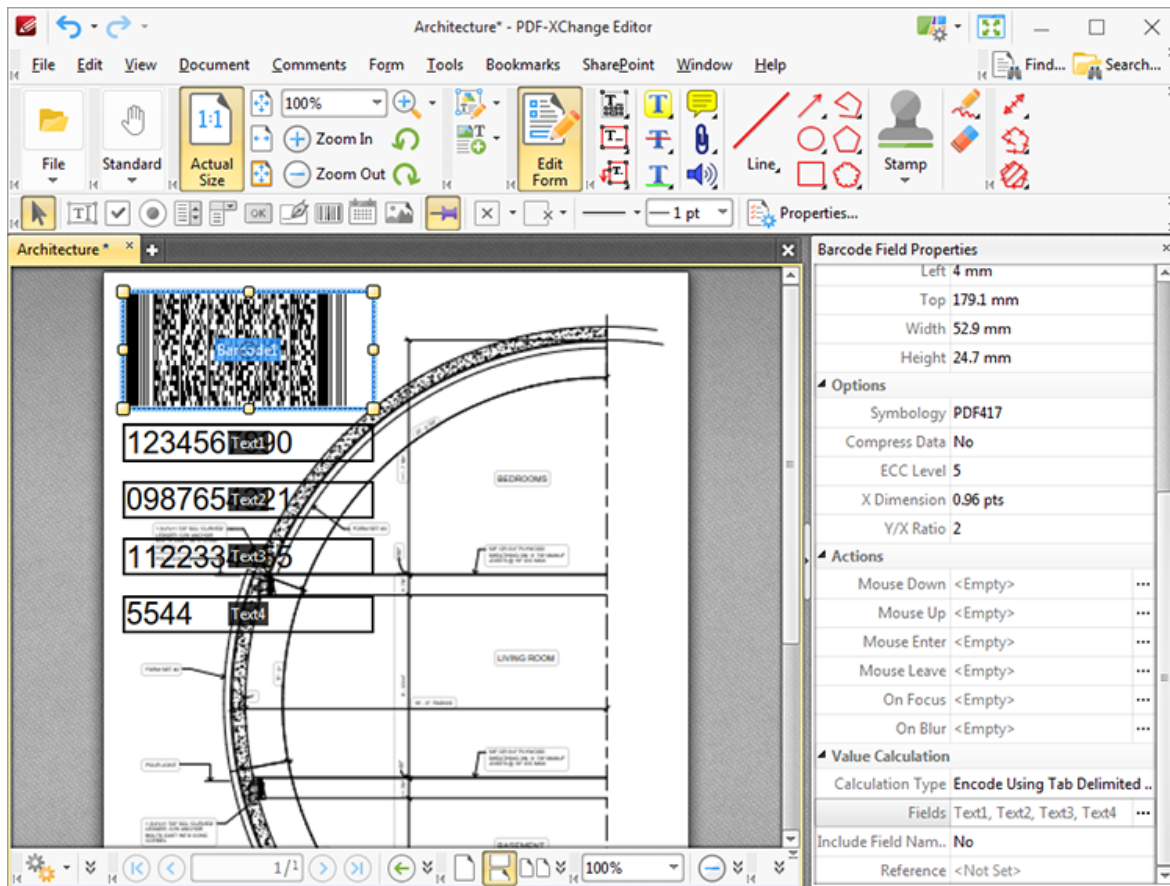 Architecture* - PDF-XChange Editor
File Edit View Document Comments Form Tools Bookmarks SharePoint Window Help Find... Search...
File
Standard
1:1
Actual Size
100%
Zoom In
Zoom Out
Edit Form
Line
Stamp
OK 1 pt Properties...
Architecture *
Barcode1
Text1
Text2
Text3
5544 Text4
BEDROOMS
LIVING ROOM
BASEMENT
1/1 100%
Barcode Field Properties
Left 4 mm
Top 179.1 mm
Width 52.9 mm
Height 24.7 mm
Options
Symbology PDF417
Compress Data No
ECC Level 5
X Dimension 0.96 pts
Y/X Ratio 2
Actions
Mouse Down <Empty> ...
Mouse Up <Empty> ...
Mouse Enter <Empty> ...
Mouse Leave <Empty> ...
On Focus <Empty> ...
On Blur <Empty> ...
Value Calculation
Calculation Type Encode Using Tab Delimited ..
Fields Text1, Text2, Text3, Text4 ...
Include Field Nam.. No
Reference <Not Set>